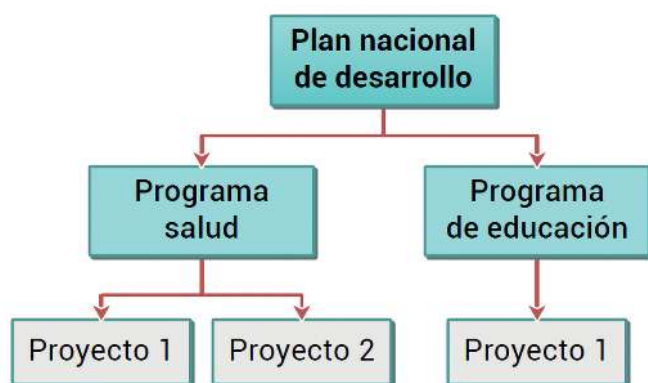 Plan nacional
de desarrollo
Programa
salud
Programa
de educación
Proyecto 1
Proyecto 2
Proyecto 1